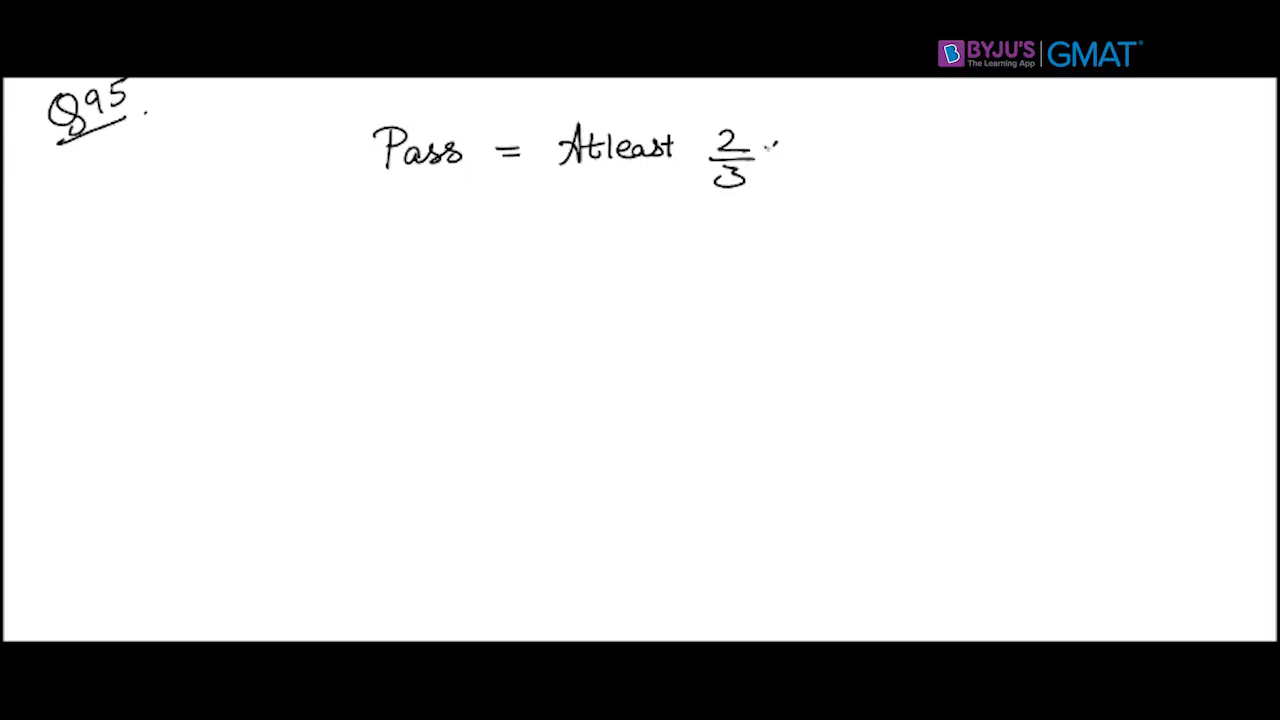 BYJU'S
The Learning App
GMAT
Q95.
Pass = Atleast 2/3